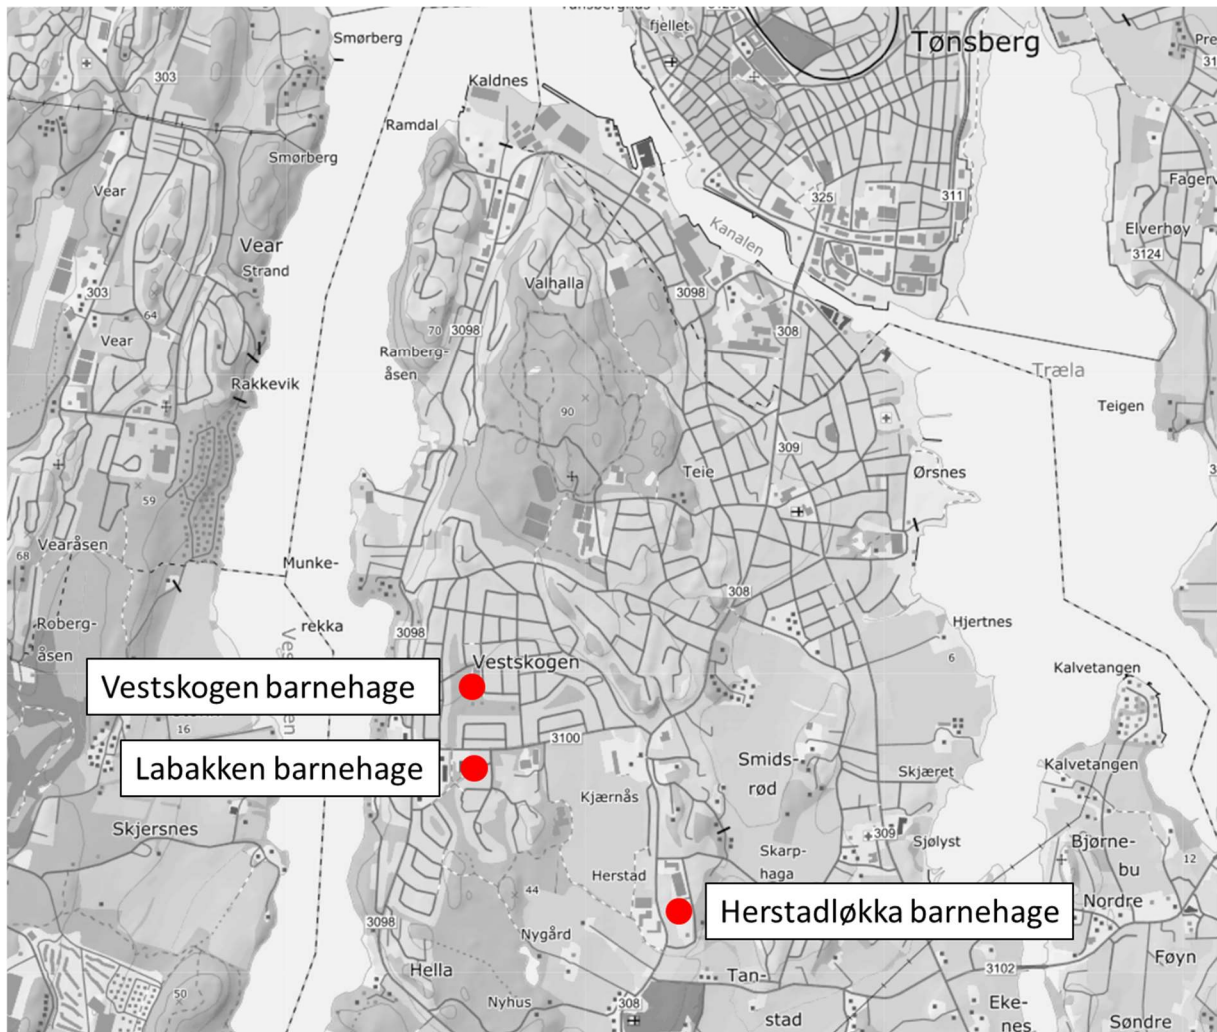 Smørberg
303
Kaldnes
fjellet
Tønsberg
Ramdal
Smørberg
Vear
325
311
Fagerv
Kanalen
Elverhøy
Vear
Strand
3124
303
64
Valhalla
3098
Vear
70
3098
308
Ramberg-
åsen
Træla
Rakkevik
90
Teigen
309
Teie
Ørsnes
59
Vearåsen
68
Munke-
rekka
308
Roberg-
åsen
3098
Hjertnes
6
Vestskogen
Kalvetangen
Vestskogen barnehage
16
3100
Labakken barnehage
Smids-
rød
Skjæret
Kalvetangen
Kjærnås
Skjersnes
309
Sjølyst
Bjørne-
bu
Nordre
12
Skarp-
haga
Herstad
44
Herstadløkka barnehage
3098
Nygård
Føyn
Hella
3102
Tan-
stad
50
Nyhus
308
Eke-
nes
Søndre